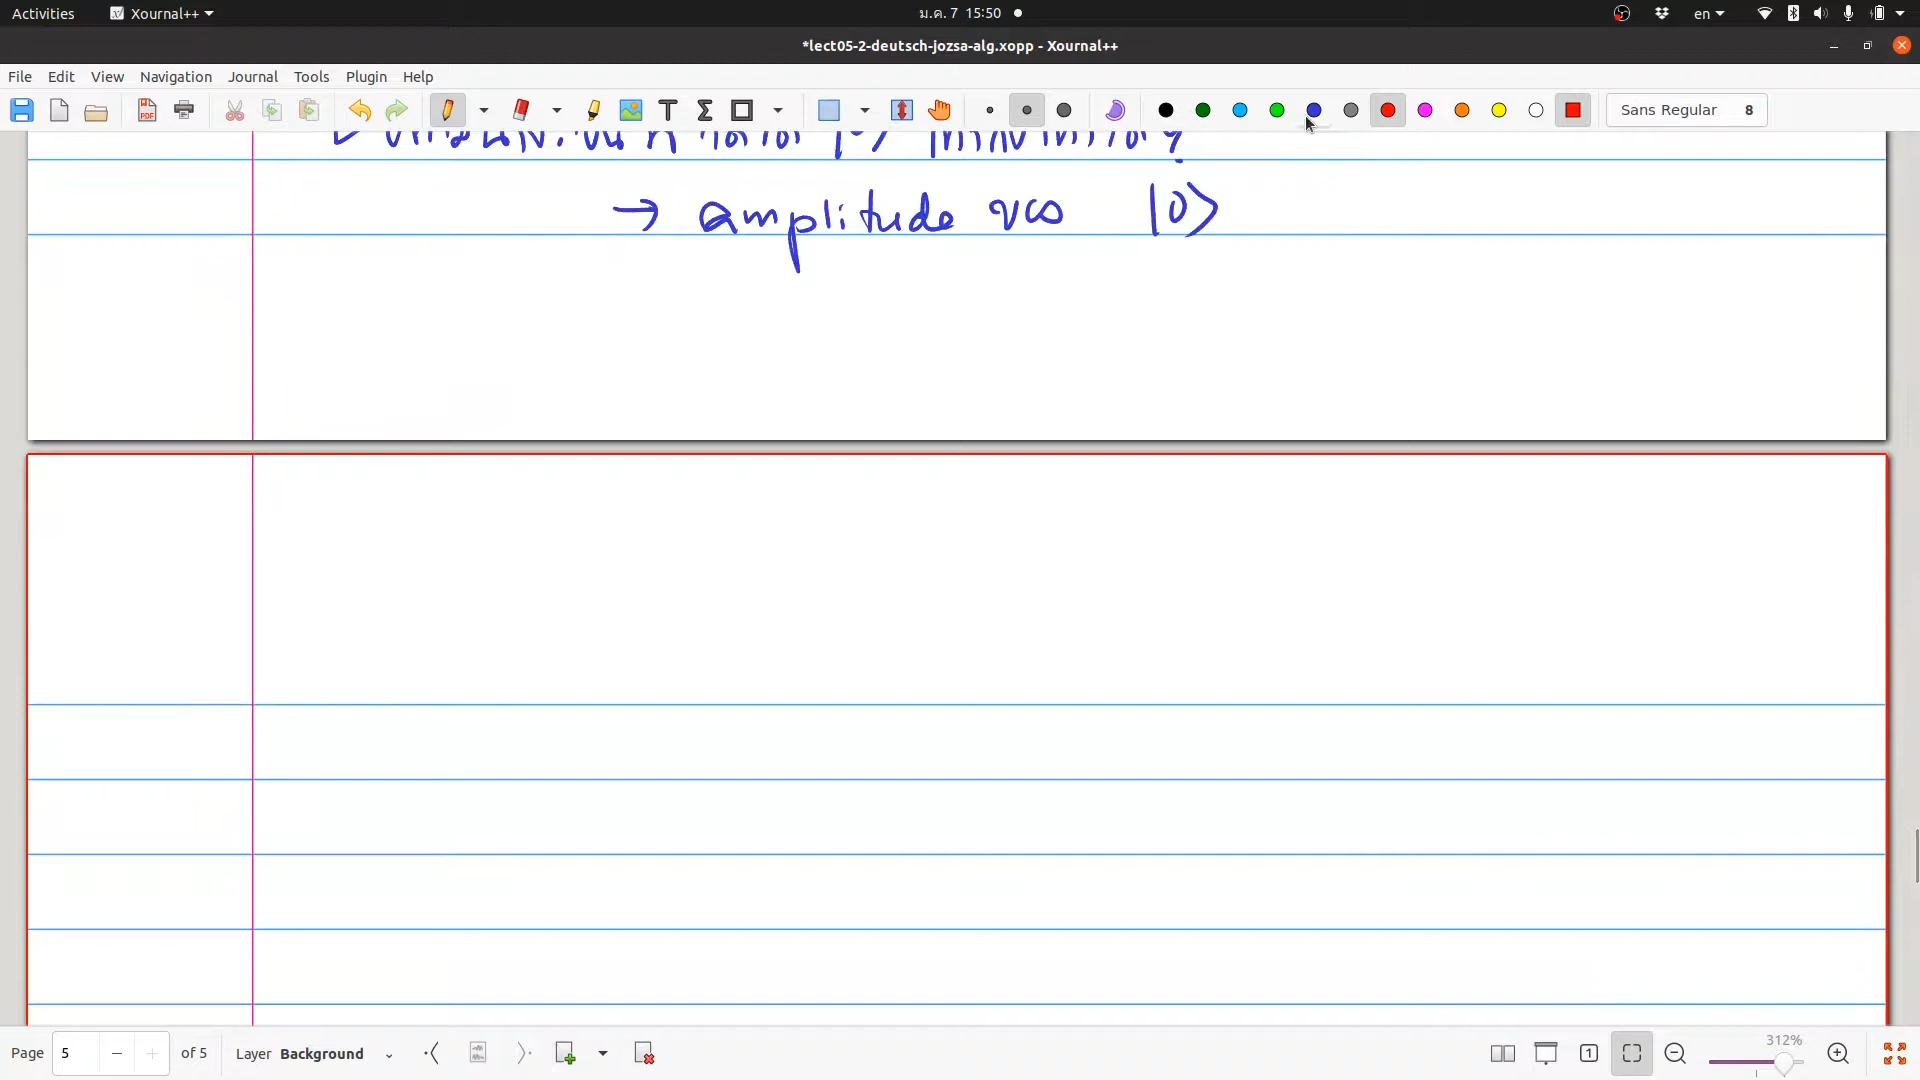 Activities Xournal++ ม.ค. 7 15:50 en
*lect05-2-deutsch-jozsa-alg.xopp - Xournal++
File Edit View Navigation Journal Tools Plugin Help
PDF T Σ Sans Regular 8
→ amplitude ของ |0⟩
Page 5 of 5 Layer Background 1 312%